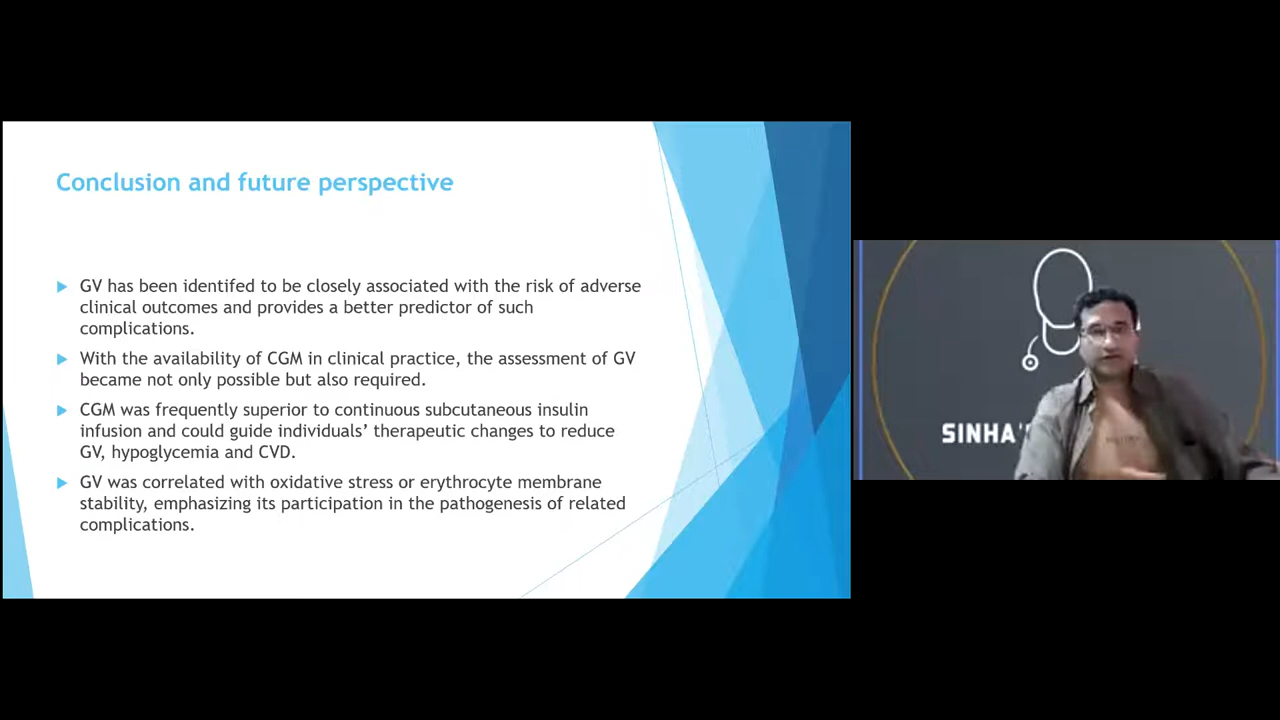 Conclusion and future perspective
GV has been identifed to be closely associated with the risk of adverse
clinical outcomes and provides a better predictor of such
complications.
With the availability of CGM in clinical practice, the assessment of GV
became not only possible but also required.
CGM was frequently superior to continuous subcutaneous insulin
infusion and could guide individuals’ therapeutic changes to reduce
GV, hypoglycemia and CVD.
GV was correlated with oxidative stress or erythrocyte membrane
stability, emphasizing its participation in the pathogenesis of related
complications.
SINHA'